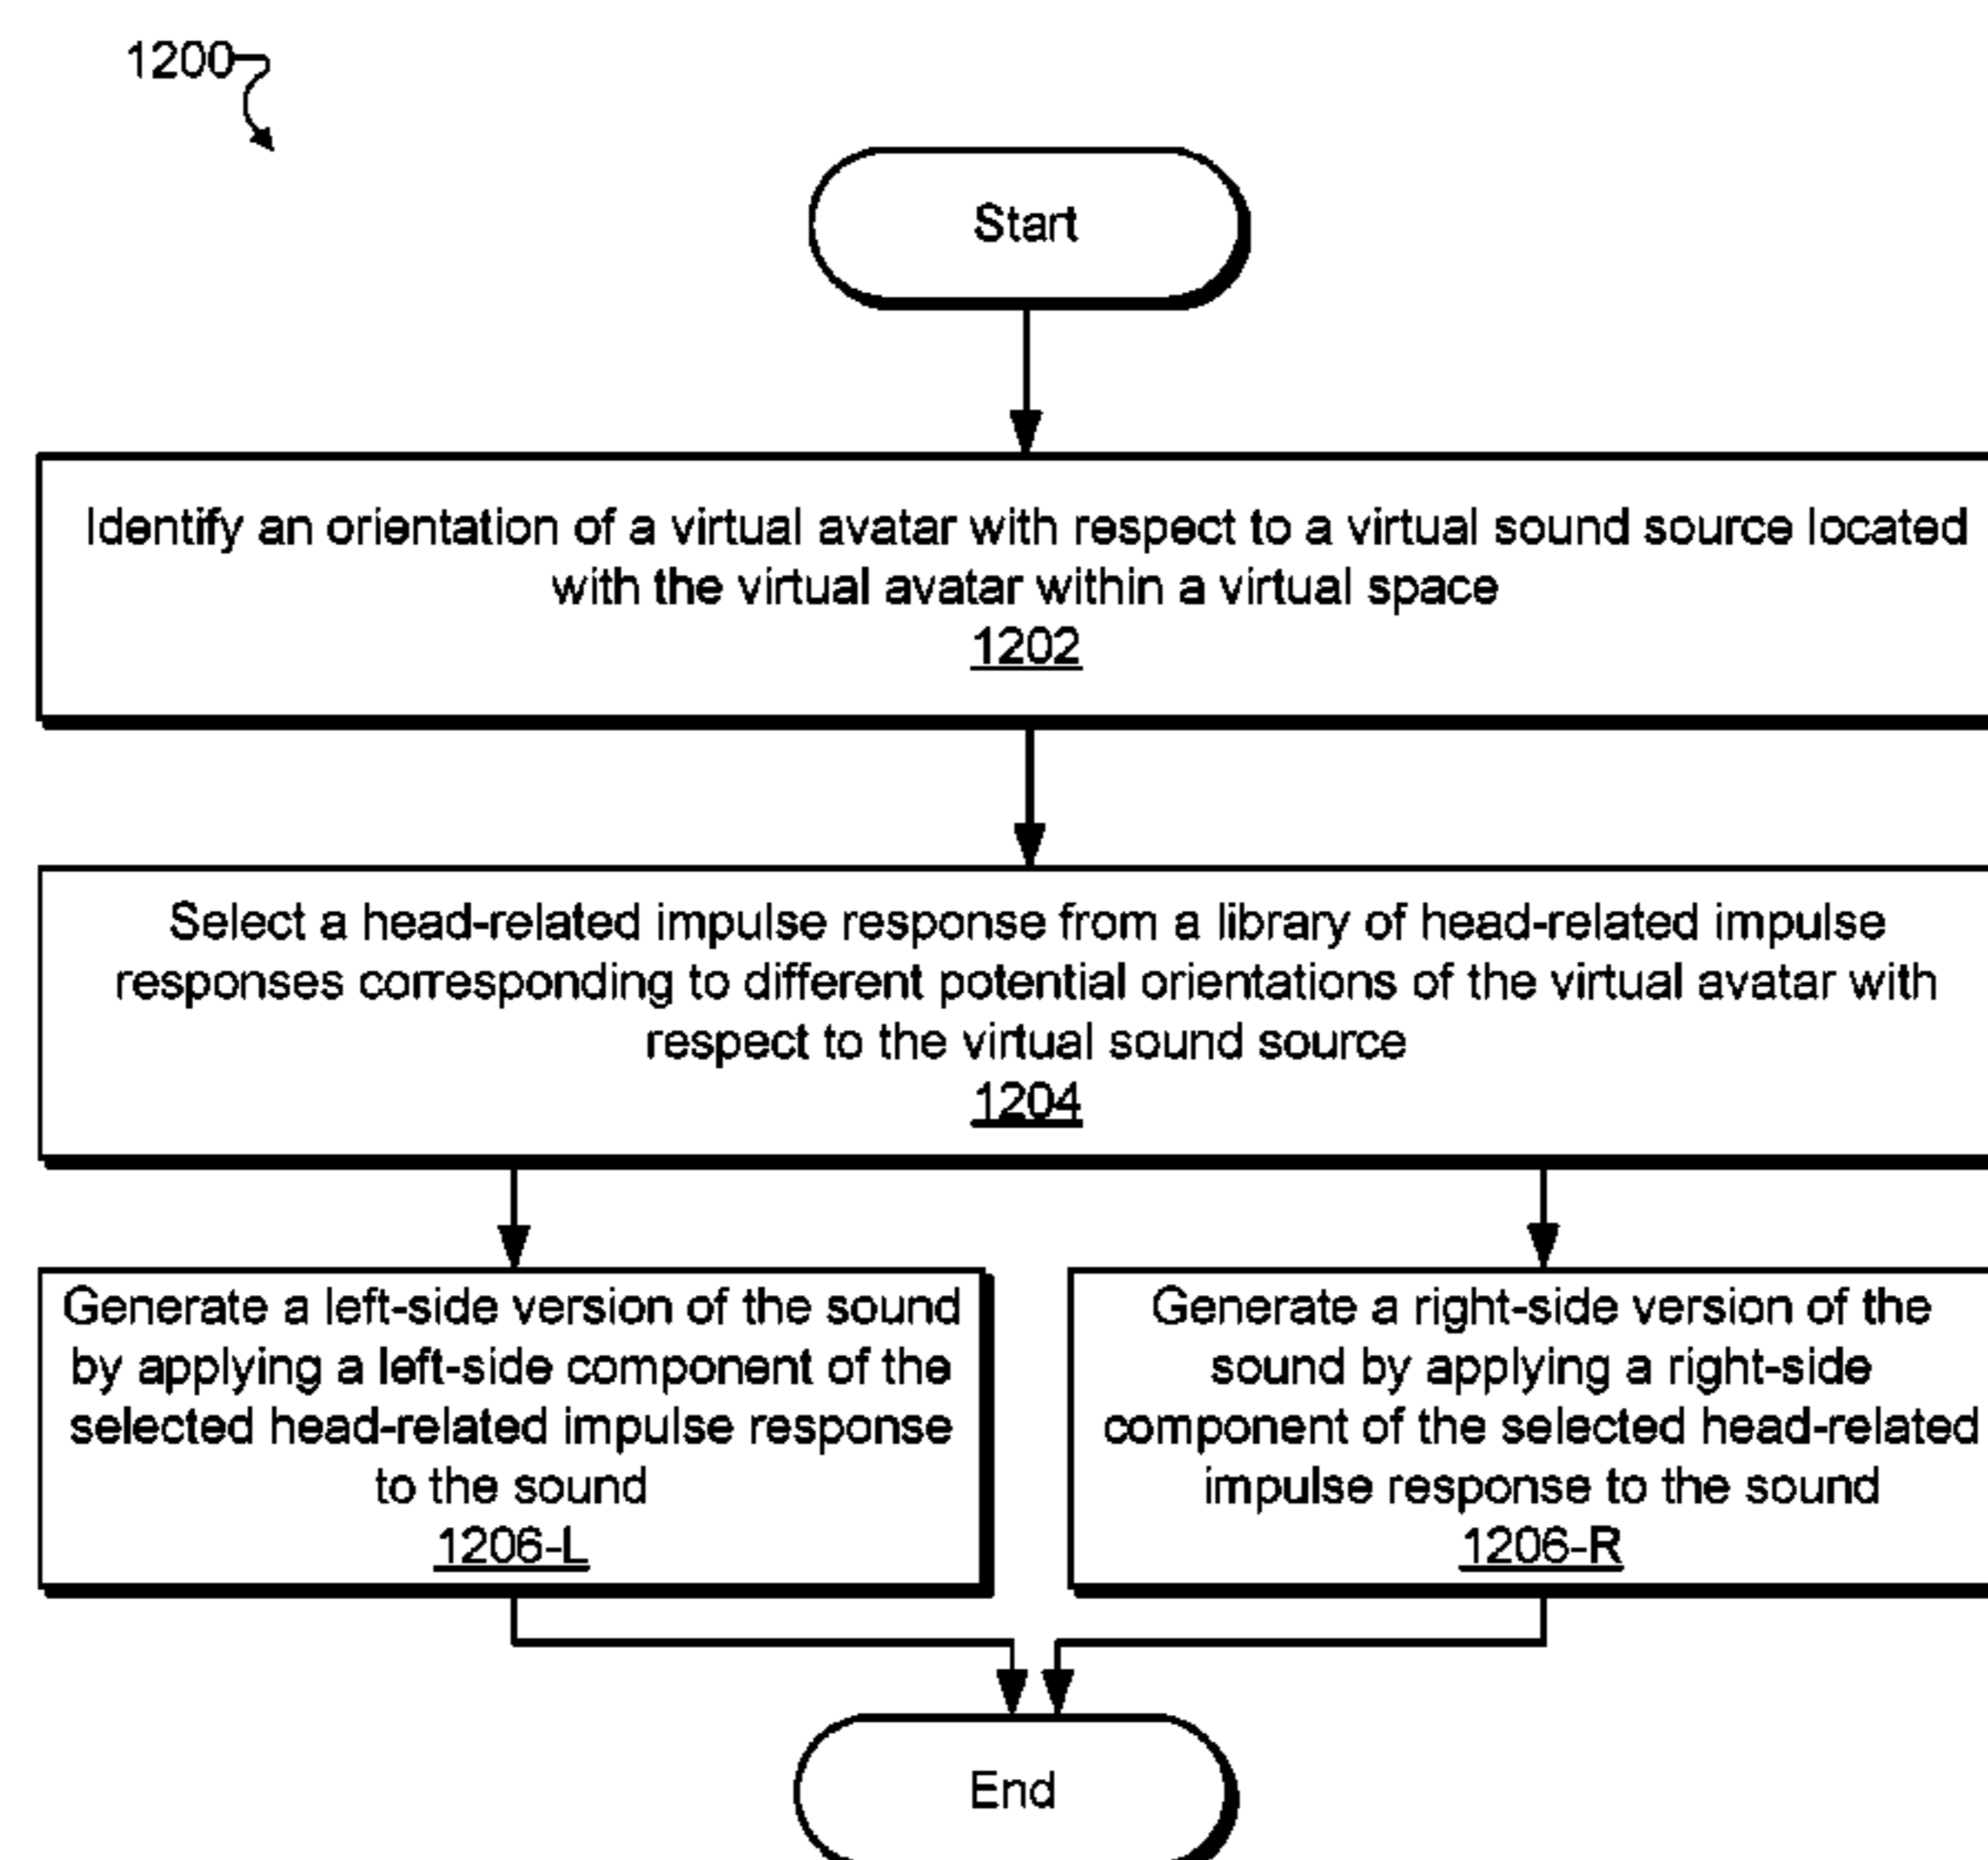 1200
Start
Identify an orientation of a virtual avatar with respect to a virtual sound source located
with the virtual avatar within a virtual space
1202
Select a head-related impulse response from a library of head-related impulse
responses corresponding to different potential orientations of the virtual avatar with
respect to the virtual sound source
1204
Generate a left-side version of the sound
by applying a left-side component of the
selected head-related impulse response
to the sound
1206-L
Generate a right-side version of the
sound by applying a right-side
component of the selected head-related
impulse response to the sound
1206-R
End